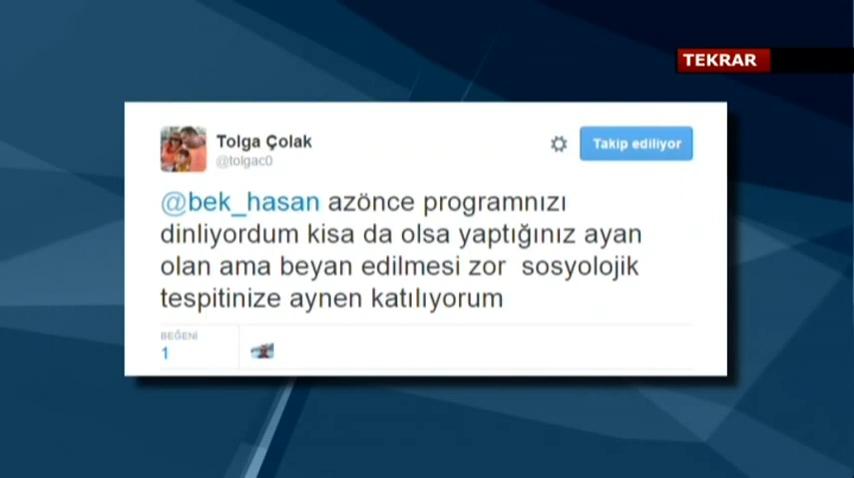 TEKRAR
Tolga Çolak
@tolgac0
Takip ediliyor
@bek_hasan azönce programnızı
dinliyordum kisa da olsa yaptığınız ayan
olan ama beyan edilmesi zor  sosyolojik
tespitinize aynen katılıyorum
BEĞENİ
1